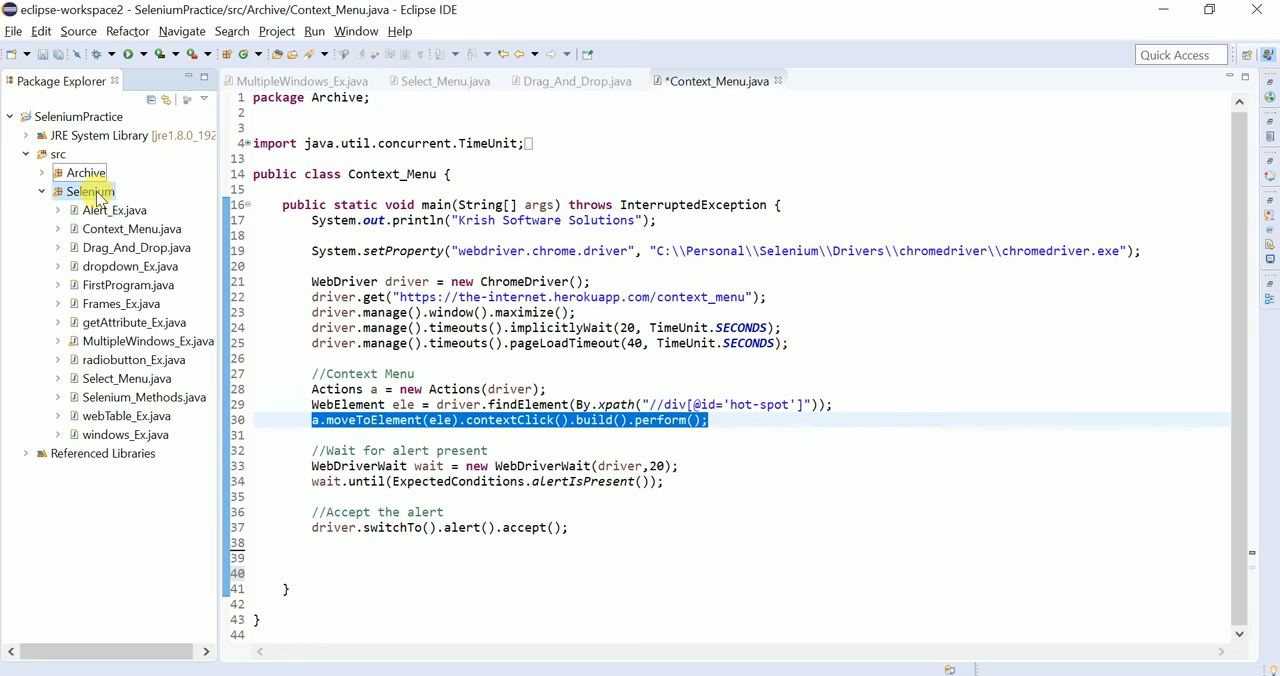 eclipse-workspace2 - SeleniumPractice/src/Archive/Context_Menu.java - Eclipse IDE
File Edit Source Refactor Navigate Search Project Run Window Help
Quick Access
Package Explorer
MultipleWindows_Ex.java Select_Menu.java Drag_And_Drop.java *Context_Menu.java
SeleniumPractice
JRE System Library [jre1.8.0_192
src
Archive
Selenium
Alert_Ex.java
Context_Menu.java
Drag_And_Drop.java
dropdown_Ex.java
FirstProgram.java
Frames_Ex.java
getAttribute_Ex.java
MultipleWindows_Ex.java
radiobutton_Ex.java
Select_Menu.java
Selenium_Methods.java
webTable_Ex.java
windows_Ex.java
Referenced Libraries
1 package Archive;
2
3
4 import java.util.concurrent.TimeUnit;
13
14 public class Context_Menu {
15
16 public static void main(String[] args) throws InterruptedException {
17 System.out.println("Krish Software Solutions");
18
19 System.setProperty("webdriver.chrome.driver", "C:\\Personal\\Selenium\\Drivers\\chromedriver\\chromedriver.exe");
20
21 WebDriver driver = new ChromeDriver();
22 driver.get("https://the-internet.herokuapp.com/context_menu");
23 driver.manage().window().maximize();
24 driver.manage().timeouts().implicitlyWait(20, TimeUnit.SECONDS);
25 driver.manage().timeouts().pageLoadTimeout(40, TimeUnit.SECONDS);
26
27 //Context Menu
28 Actions a = new Actions(driver);
29 WebElement ele = driver.findElement(By.xpath("//div[@id='hot-spot']"));
30 a.moveToElement(ele).contextClick().build().perform();
31
32 //Wait for alert present
33 WebDriverWait wait = new WebDriverWait(driver,20);
34 wait.until(ExpectedConditions.alertIsPresent());
35
36 //Accept the alert
37 driver.switchTo().alert().accept();
38
39
40
41 }
42
43 }
44